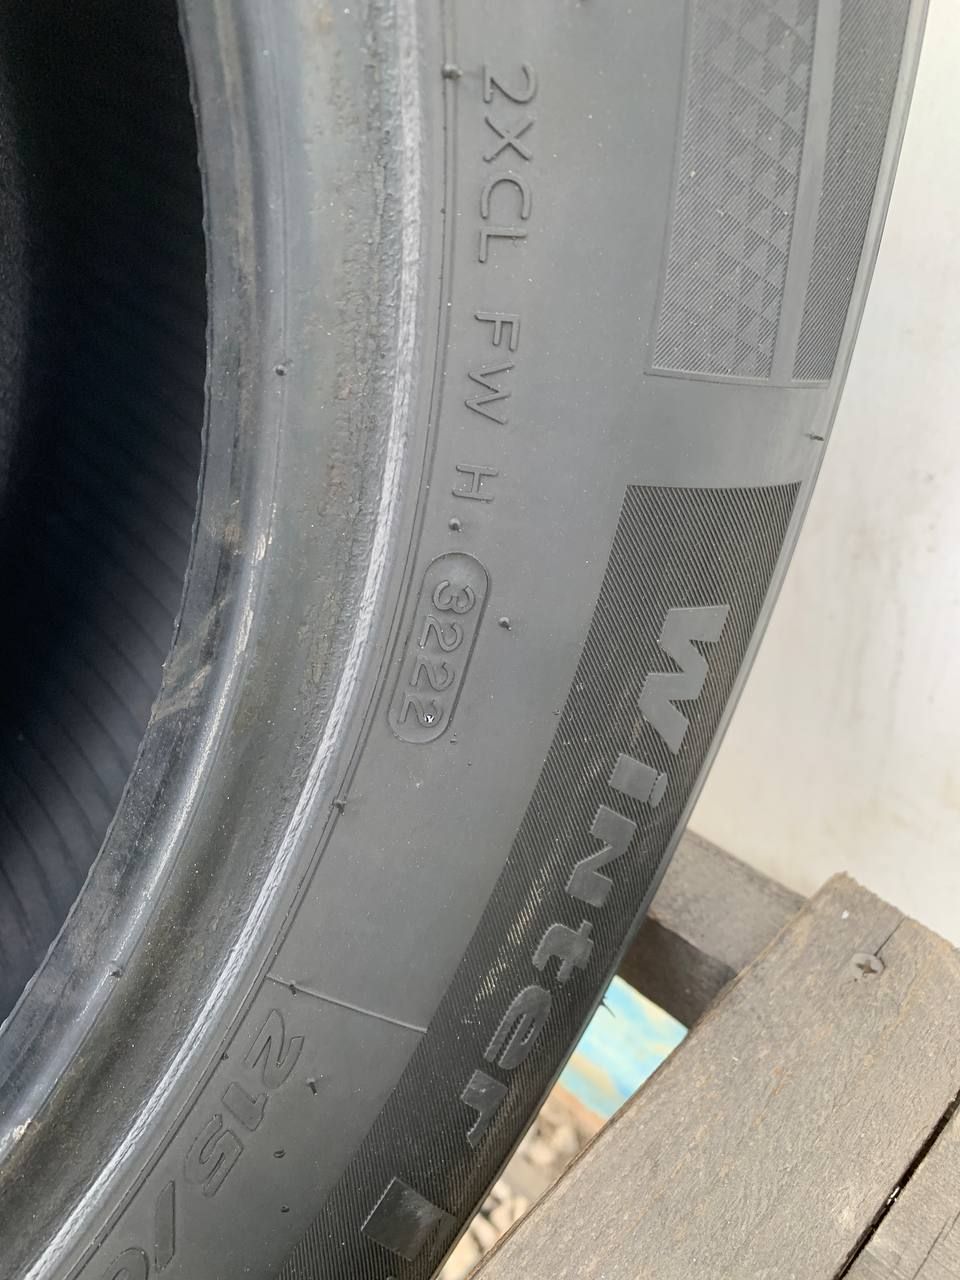 2XCL FW H
3222
Winter
215/